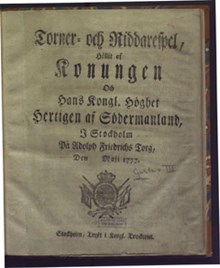 Torner- och Riddarespel,
Hållit af
Konungen
Och
Hans Kongl. Höghet
Hertigen af Södermanland,
I Stockholm
På Adolph Friedrichs Torg,
Den Maji 1777.
Stockholm, Tryckt i Kongl. Tryckeriet.